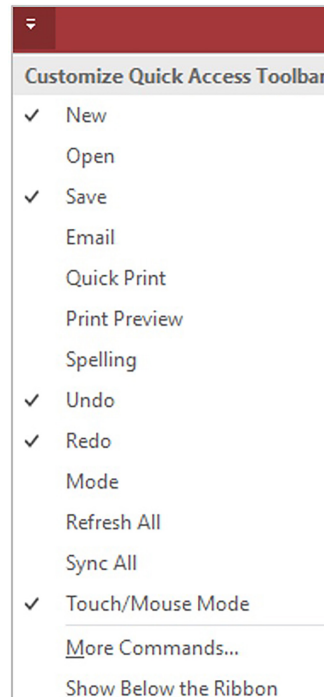 Customize Quick Access Toolbar
New
Open
Save
Email
Quick Print
Print Preview
Spelling
Undo
Redo
Mode
Refresh All
Sync All
Touch/Mouse Mode
More Commands...
Show Below the Ribbon